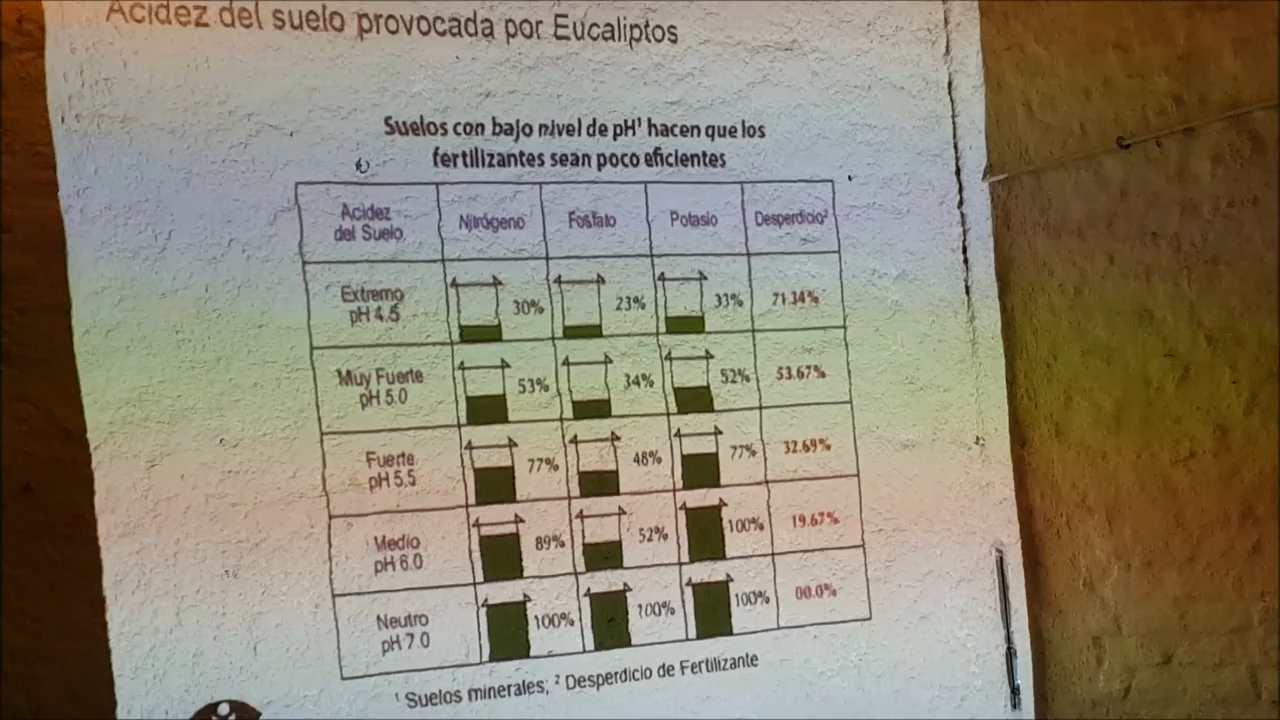 Acidez del suelo provocada por Eucaliptos
Suelos con bajo nivel de pH¹ hacen que los
fertilizantes sean poco eficientes
Acidez del Suelo Nitrógeno Fosfato Potasio Desperdicio²
Extremo pH 4.5 30% 23% 33% 71.34%
Muy Fuerte pH 5.0 53% 34% 52% 53.67%
Fuerte pH 5.5 77% 48% 77% 32.69%
Medio pH 6.0 89% 52% 100% 19.67%
Neutro pH 7.0 100% 100% 100% 00.0%
¹ Suelos minerales; ² Desperdicio de Fertilizante